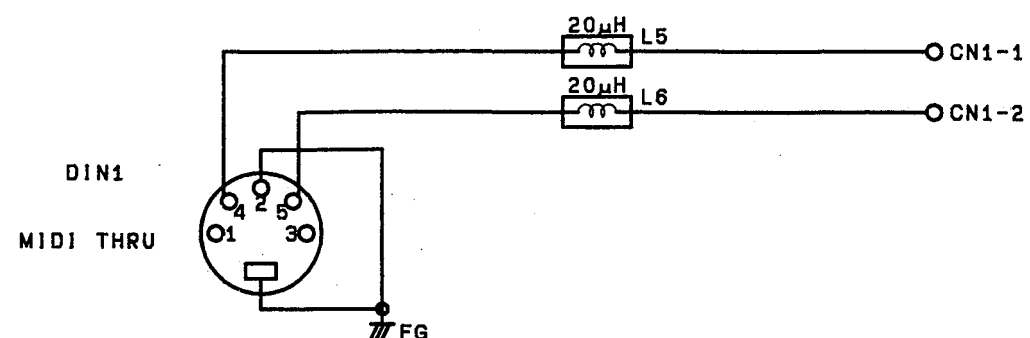 20μH L5
CN1-1
20μH L6
CN1-2
DIN1
4 2 5
MIDI THRU
1 3
FG